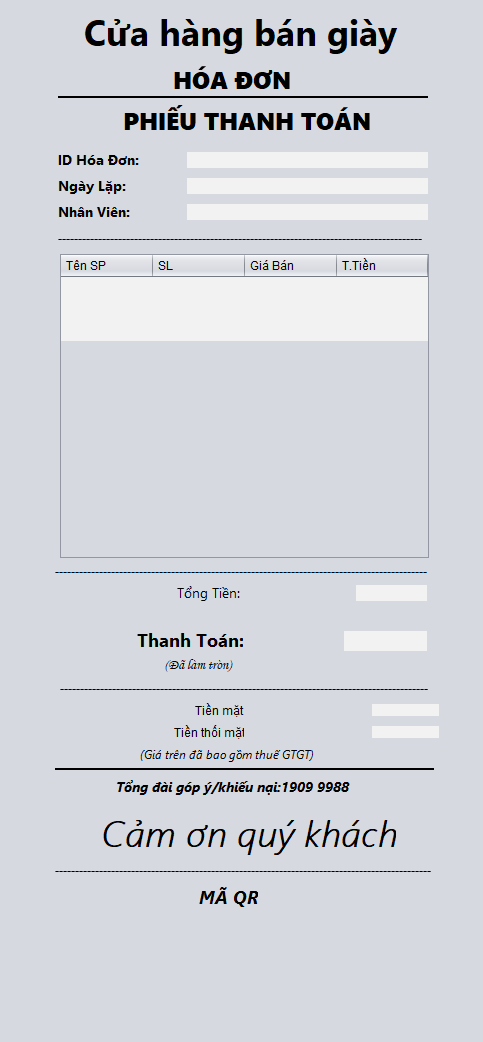 Cửa hàng bán giày
HÓA ĐƠN
PHIẾU THANH TOÁN
ID Hóa Đơn:
Ngày Lặp:
Nhân Viên:
Tên SP SL Giá Bán T.Tiền
Tổng Tiền:
Thanh Toán:
(Đã làm tròn)
Tiền mặt
Tiền thối mặt
(Giá trên đã bao gồm thuế GTGT)
Tổng đài góp ý/khiếu nại:1909 9988
Cảm ơn quý khách
MÃ QR